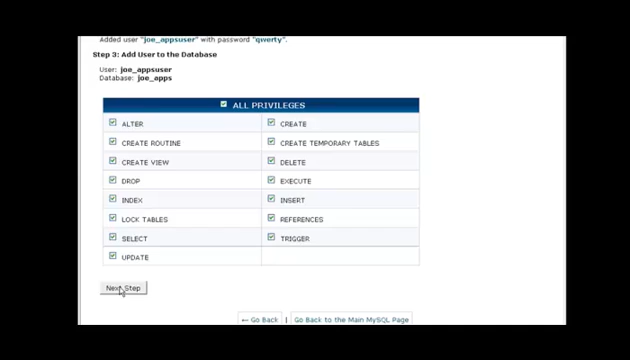 Added user "joe_appsuser" with password "qwerty".
Step 3: Add User to the Database
User: joe_appsuser
Database: joe_apps
ALL PRIVILEGES
ALTER CREATE
CREATE ROUTINE CREATE TEMPORARY TABLES
CREATE VIEW DELETE
DROP EXECUTE
INDEX INSERT
LOCK TABLES REFERENCES
SELECT TRIGGER
UPDATE
Next Step
← Go Back | Go Back to the Main MySQL Page